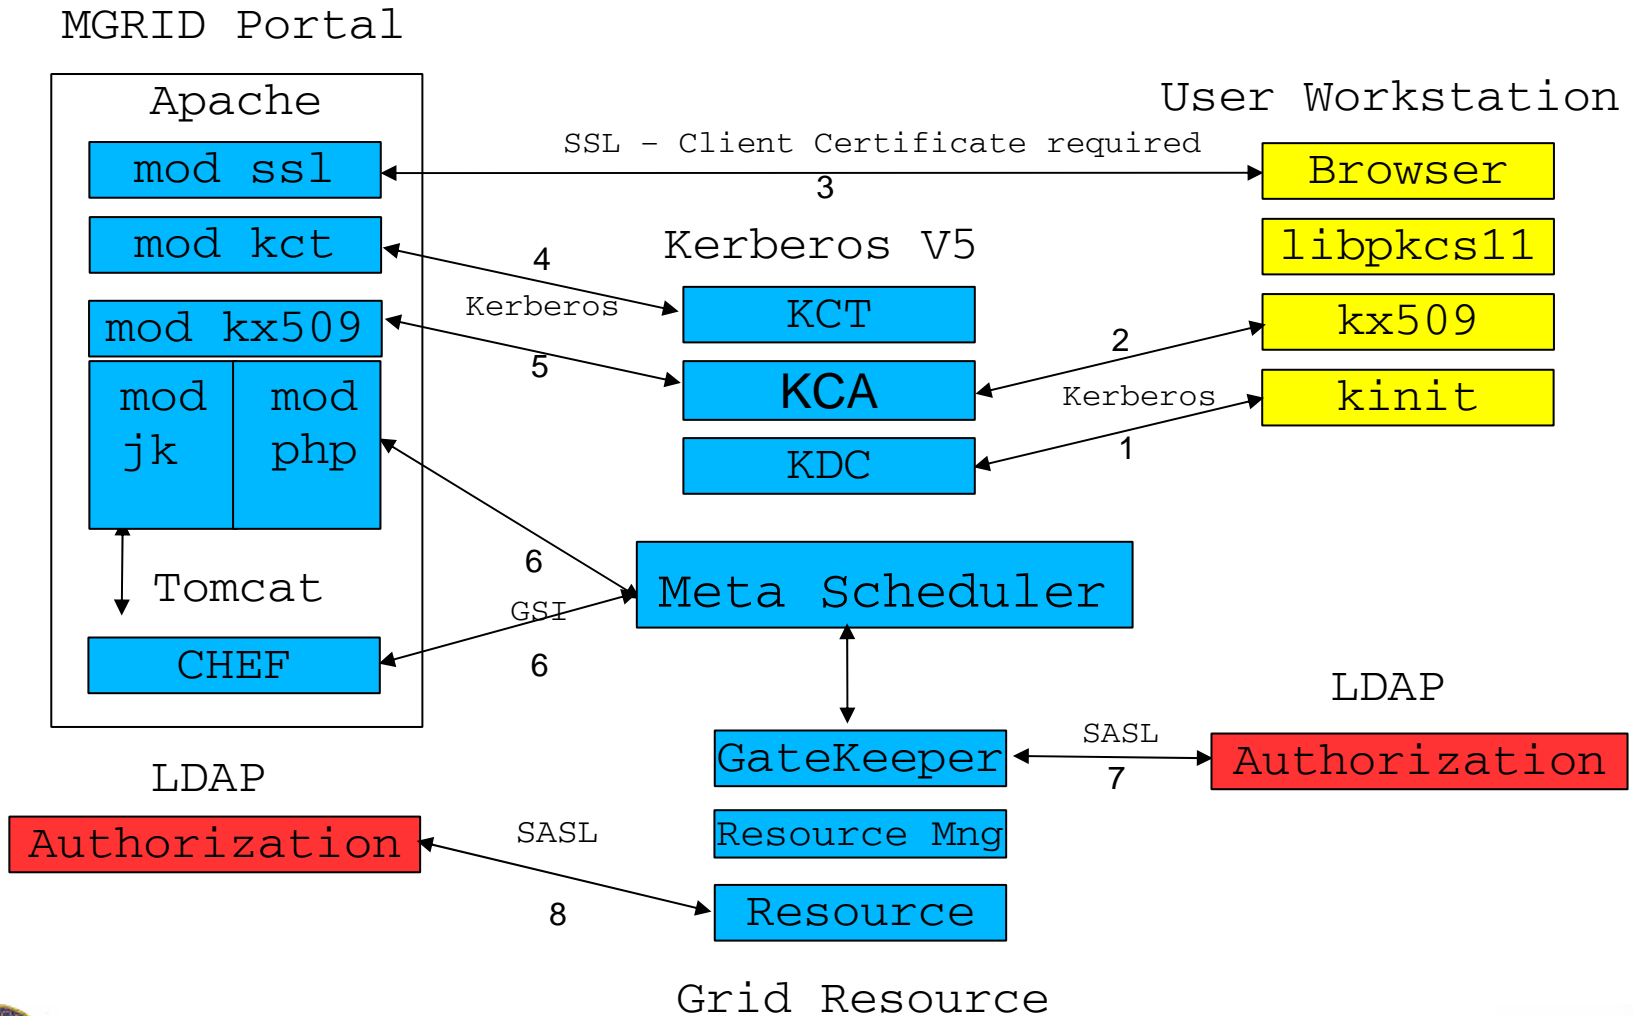 MGRID Portal
Apache
User Workstation
SSL – Client Certificate required
mod ssl
3
Browser
mod kct
4
Kerberos V5
libpkcs11
Kerberos
KCT
mod kx509
5
2
kx509
KCA
Kerberos
kinit
mod
jk
mod
php
KDC
1
6
Tomcat
GSI
Meta Scheduler
CHEF
6
LDAP
SASL
GateKeeper
7
Authorization
LDAP
Authorization
SASL
Resource Mng
8
Resource
Grid Resource